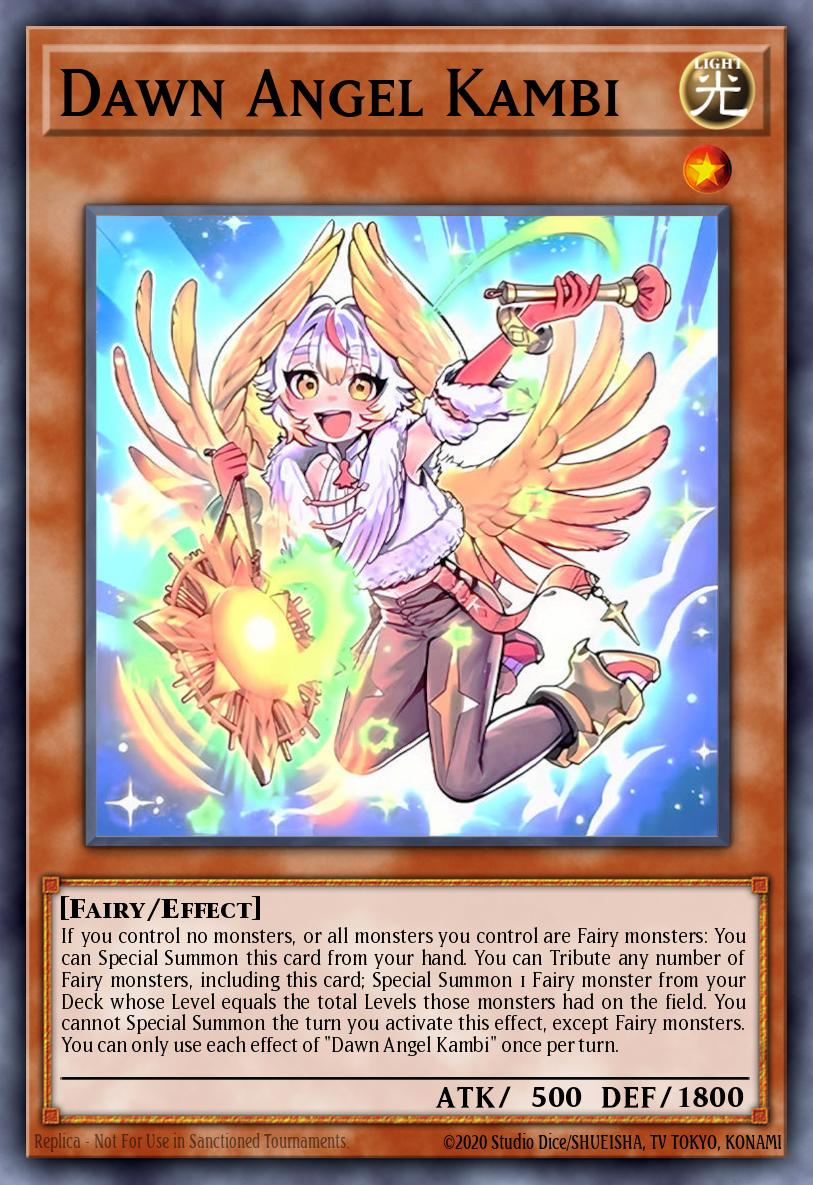 Dawn Angel Kambi
LIGHT
光
[Fairy/Effect]
If you control no monsters, or all monsters you control are Fairy monsters: You
can Special Summon this card from your hand. You can Tribute any number of
Fairy monsters, including this card; Special Summon 1 Fairy monster from your
Deck whose Level equals the total Levels those monsters had on the field. You
cannot Special Summon the turn you activate this effect, except Fairy monsters.
You can only use each effect of "Dawn Angel Kambi" once per turn.
ATK/ 500 DEF/1800
Replica - Not For Use in Sanctioned Tournaments.
©2020 Studio Dice/SHUEISHA, TV TOKYO, KONAMI